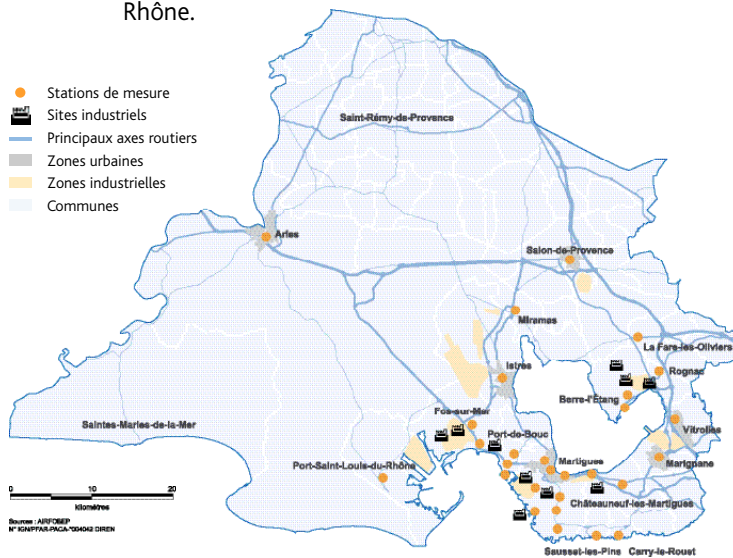 Rhône.
Stations de mesure
Sites industriels
Principaux axes routiers
Zones urbaines
Zones industrielles
Communes
Saint-Rémy-de-Provence
Arles
Salon-de-Provence
Miramas
La Fare-les-Oliviers
Istres
Rognac
Berre-l'Étang
Fos-sur-Mer
Saintes-Maries-de-la-Mer
Port-de-Bouc
Vitrolles
Port-Saint-Louis-du-Rhône
Martigues
Marignane
Châteauneuf-les-Martigues
0 10 20
kilomètres
Sources : AIRFOBEP
Sausset-les-Pins Carry-le-Rouet